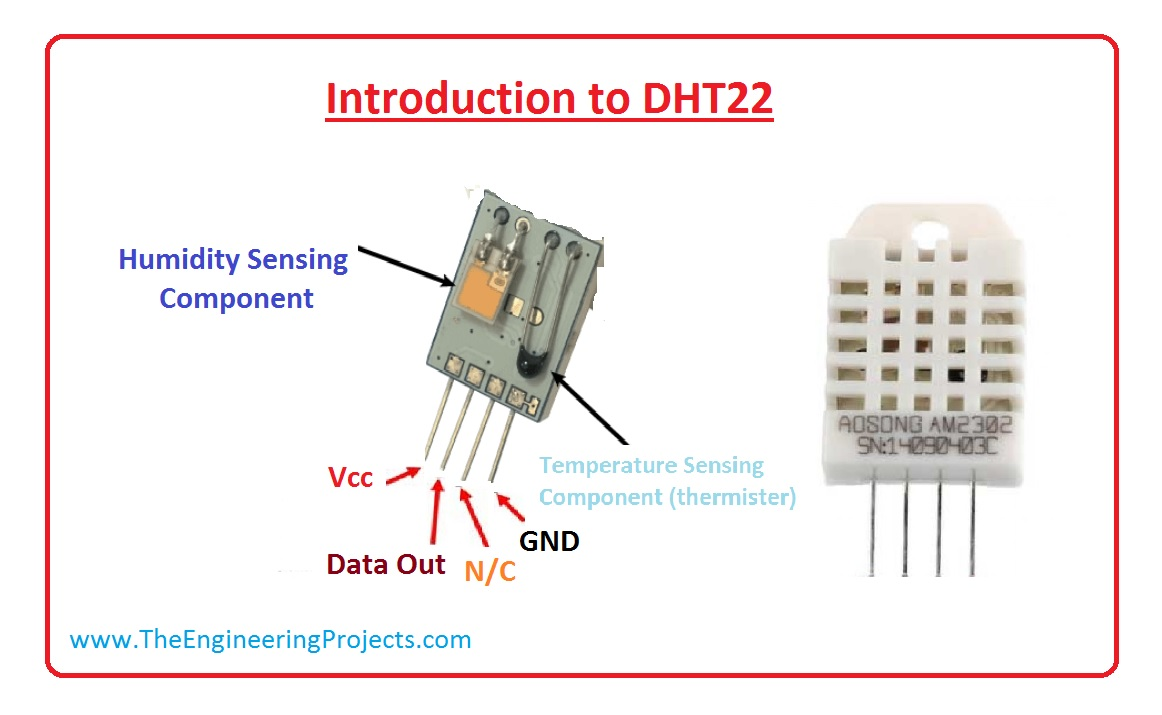 Introduction to DHT22
Humidity Sensing
Component
Temperature Sensing
Component (thermister)
Vcc
GND
Data Out
N/C
AOSONG AM2302
SN:14090403C
www.TheEngineeringProjects.com